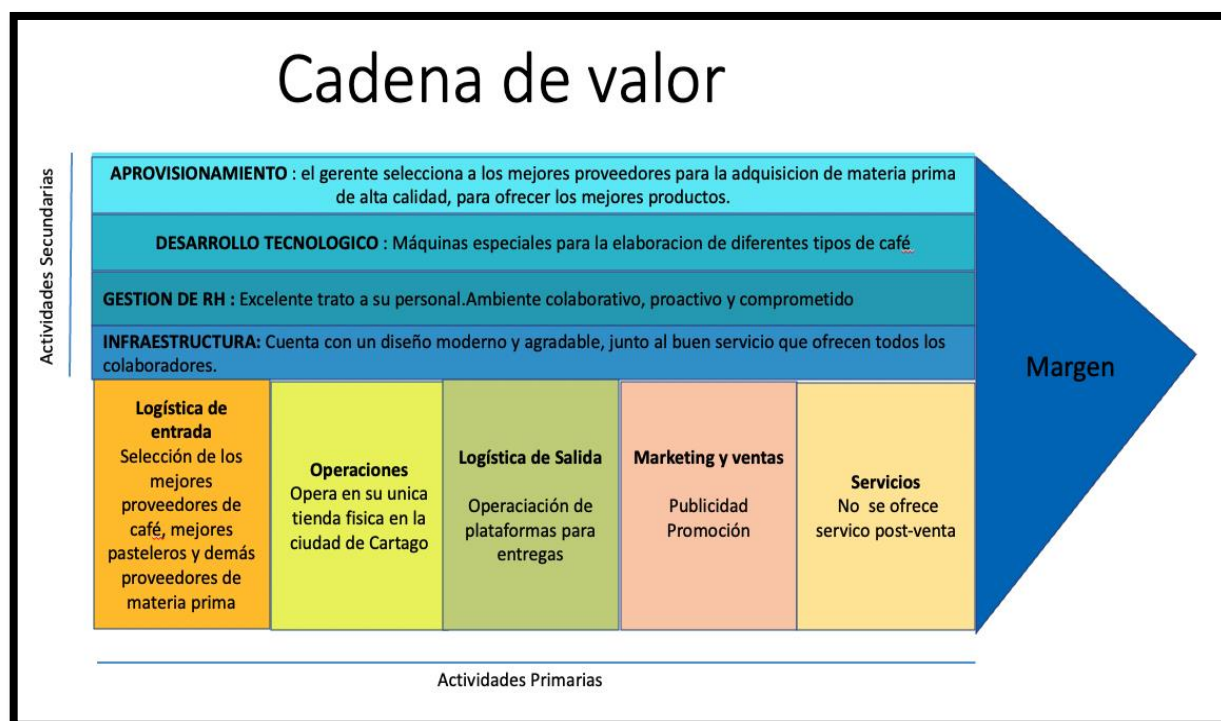 Cadena de valor
Actividades Secundarias
APROVISIONAMIENTO : el gerente selecciona a los mejores proveedores para la adquisicion de materia prima
de alta calidad, para ofrecer los mejores productos.
DESARROLLO TECNOLOGICO : Máquinas especiales para la elaboracion de diferentes tipos de café
GESTION DE RH : Excelente trato a su personal.Ambiente colaborativo, proactivo y comprometido
INFRAESTRUCTURA: Cuenta con un diseño moderno y agradable, junto al buen servicio que ofrecen todos los
colaboradores.
Margen
Logística de
entrada
Selección de los
mejores
proveedores de
café, mejores
pasteleros y demás
proveedores de
materia prima
Operaciones
Opera en su unica
tienda fisica en la
ciudad de Cartago
Logística de Salida
Operaciación de
plataformas para
entregas
Marketing y ventas
Publicidad
Promoción
Servicios
No se ofrece
servico post-venta
Actividades Primarias